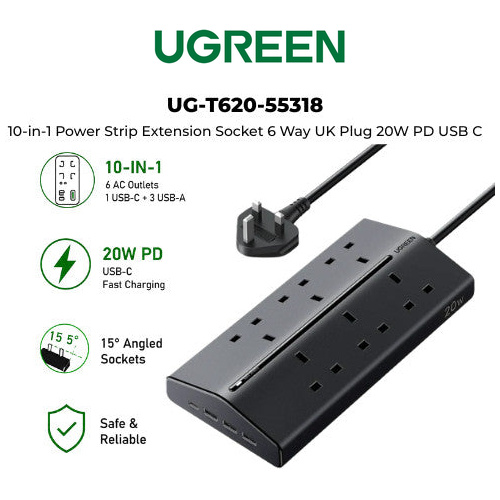 UGREEN
UG-T620-55318
10-in-1 Power Strip Extension Socket 6 Way UK Plug 20W PD USB C
10-IN-1
6 AC Outlets
1 USB-C + 3 USB-A
20W PD
USB-C
Fast Charging
15 5°
15° Angled
Sockets
Safe &
Reliable
UGREEN
20w